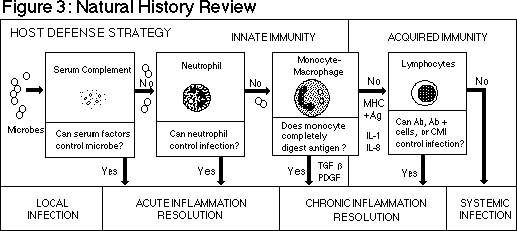 Figure 3: Natural History Review
HOST DEFENSE STRATEGY
INNATE IMMUNITY
ACQUIRED IMMUNITY
Microbes
Serum Complement
Can serum factors
control microbe?
No
Yes
Neutrophil
Can neutrophil
control infection?
No
Yes
Monocyte-
Macrophage
Does monocyte
completely
digest antigen ?
No
MHC
+Ag
IL-1
IL-8
Yes
TGF β
PDGF
Lymphocytes
Can Ab, Ab +
cells, or CMI
control infection?
No
Yes
LOCAL
INFECTION
ACUTE INFLAMMATION
RESOLUTION
CHRONIC INFLAMMATION
RESOLUTION
SYSTEMIC
INFECTION